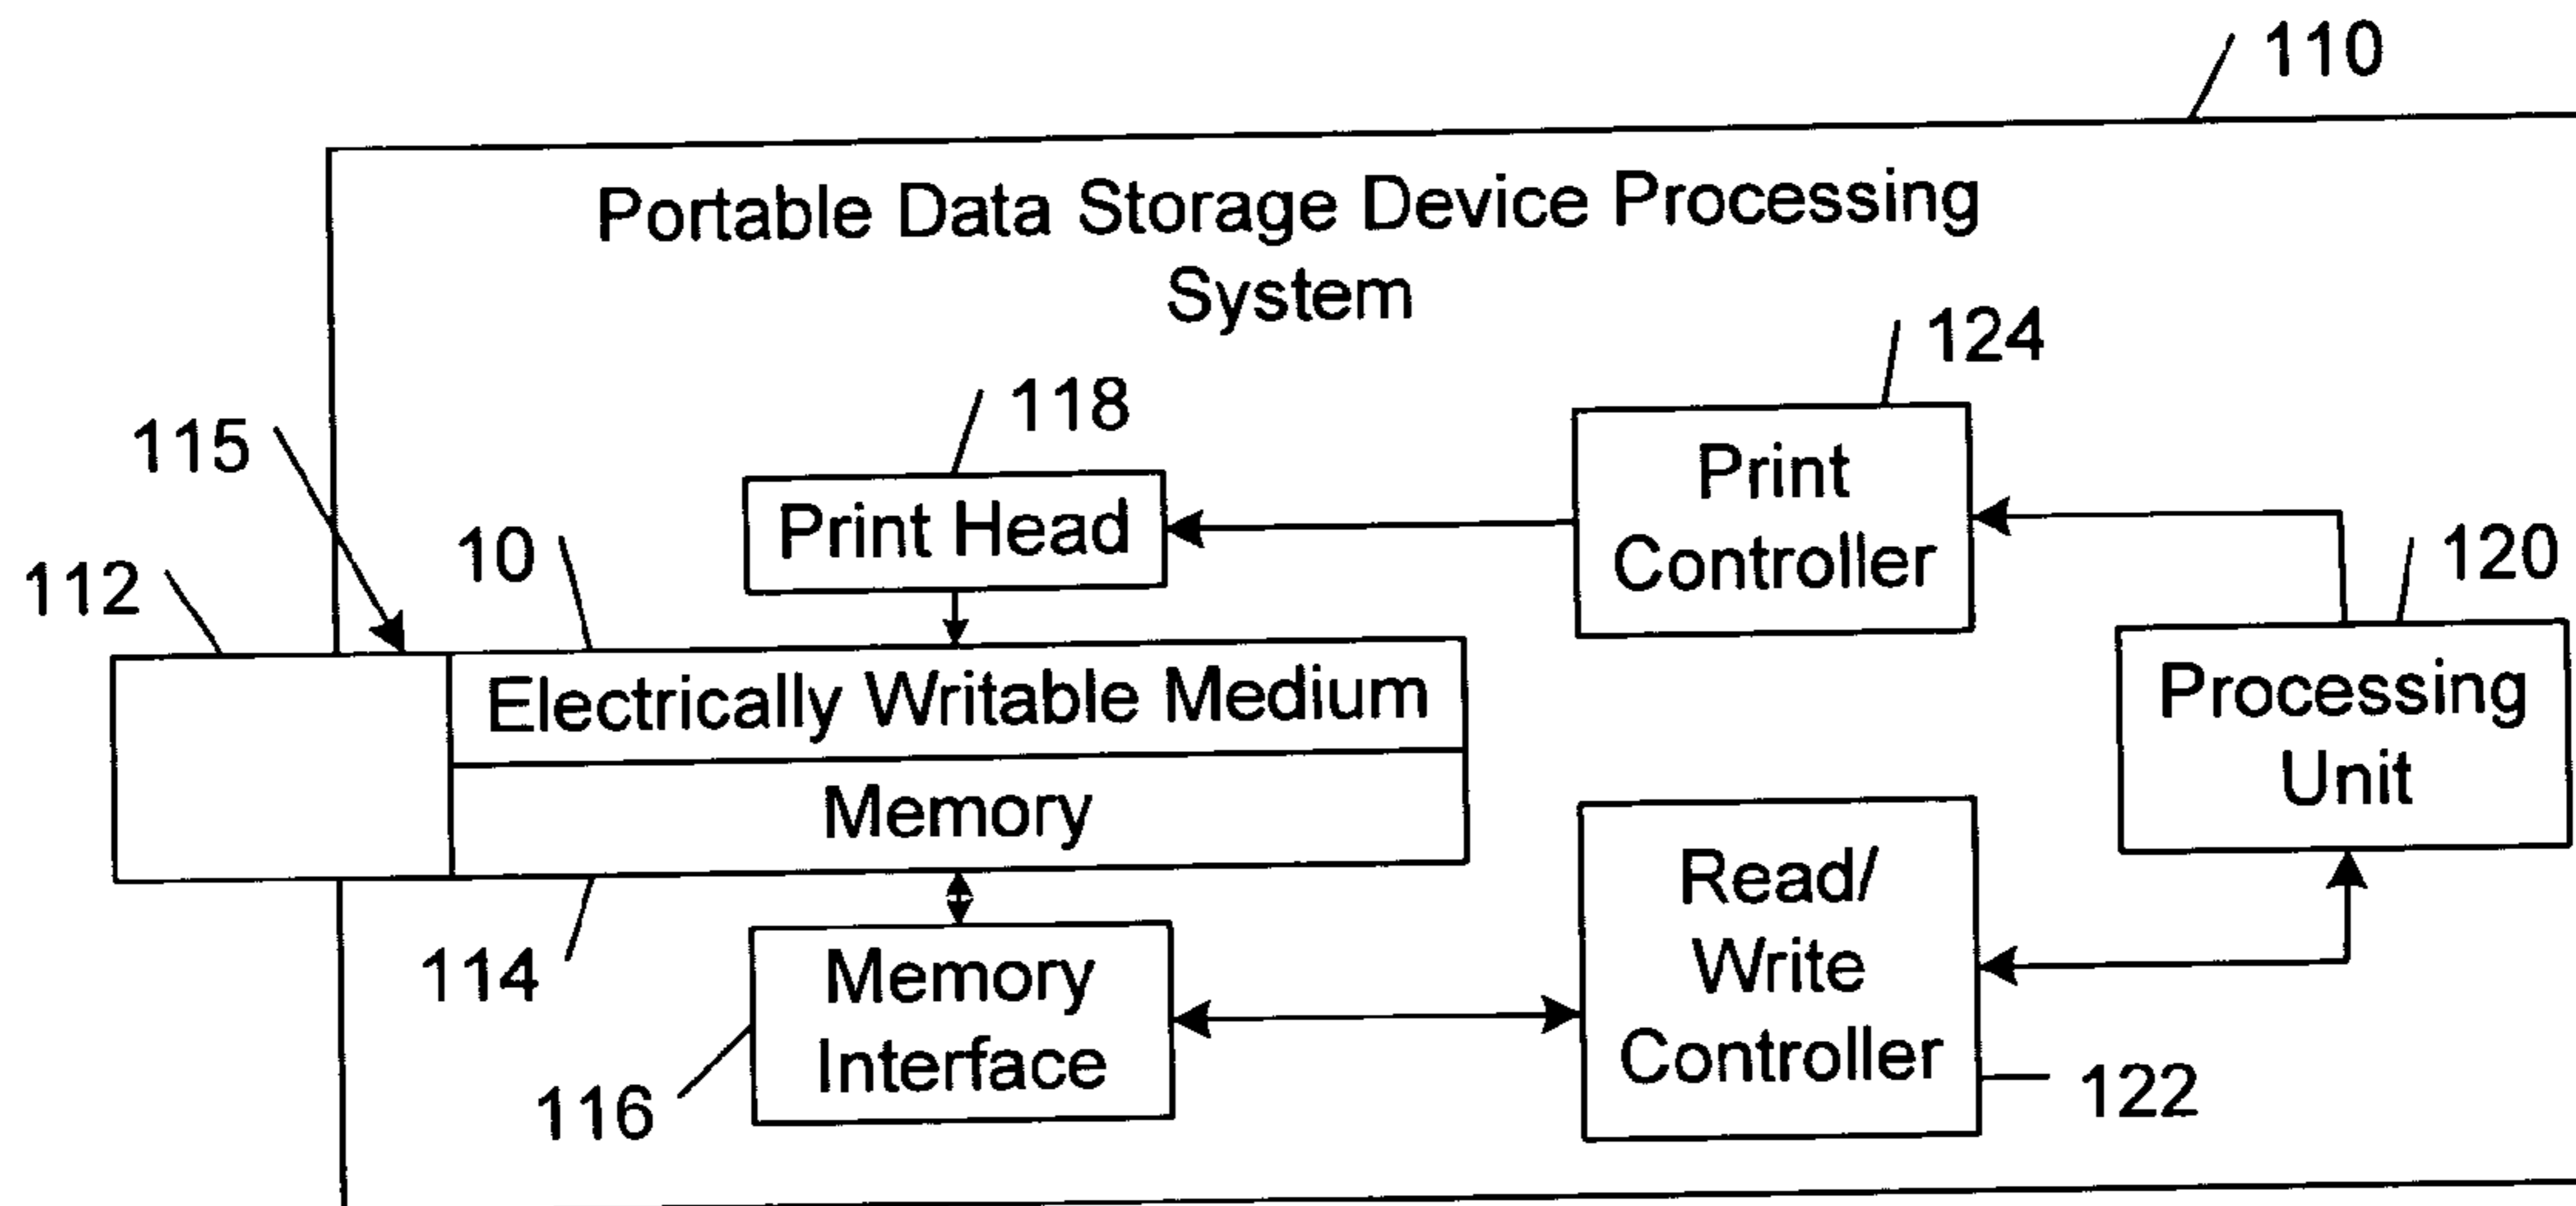 110
Portable Data Storage Device Processing
System
124
118
115
Print
Controller
Print Head
10
120
112
Electrically Writable Medium
Processing
Unit
Memory
Read/
Write
Controller
114
Memory
Interface
116
122